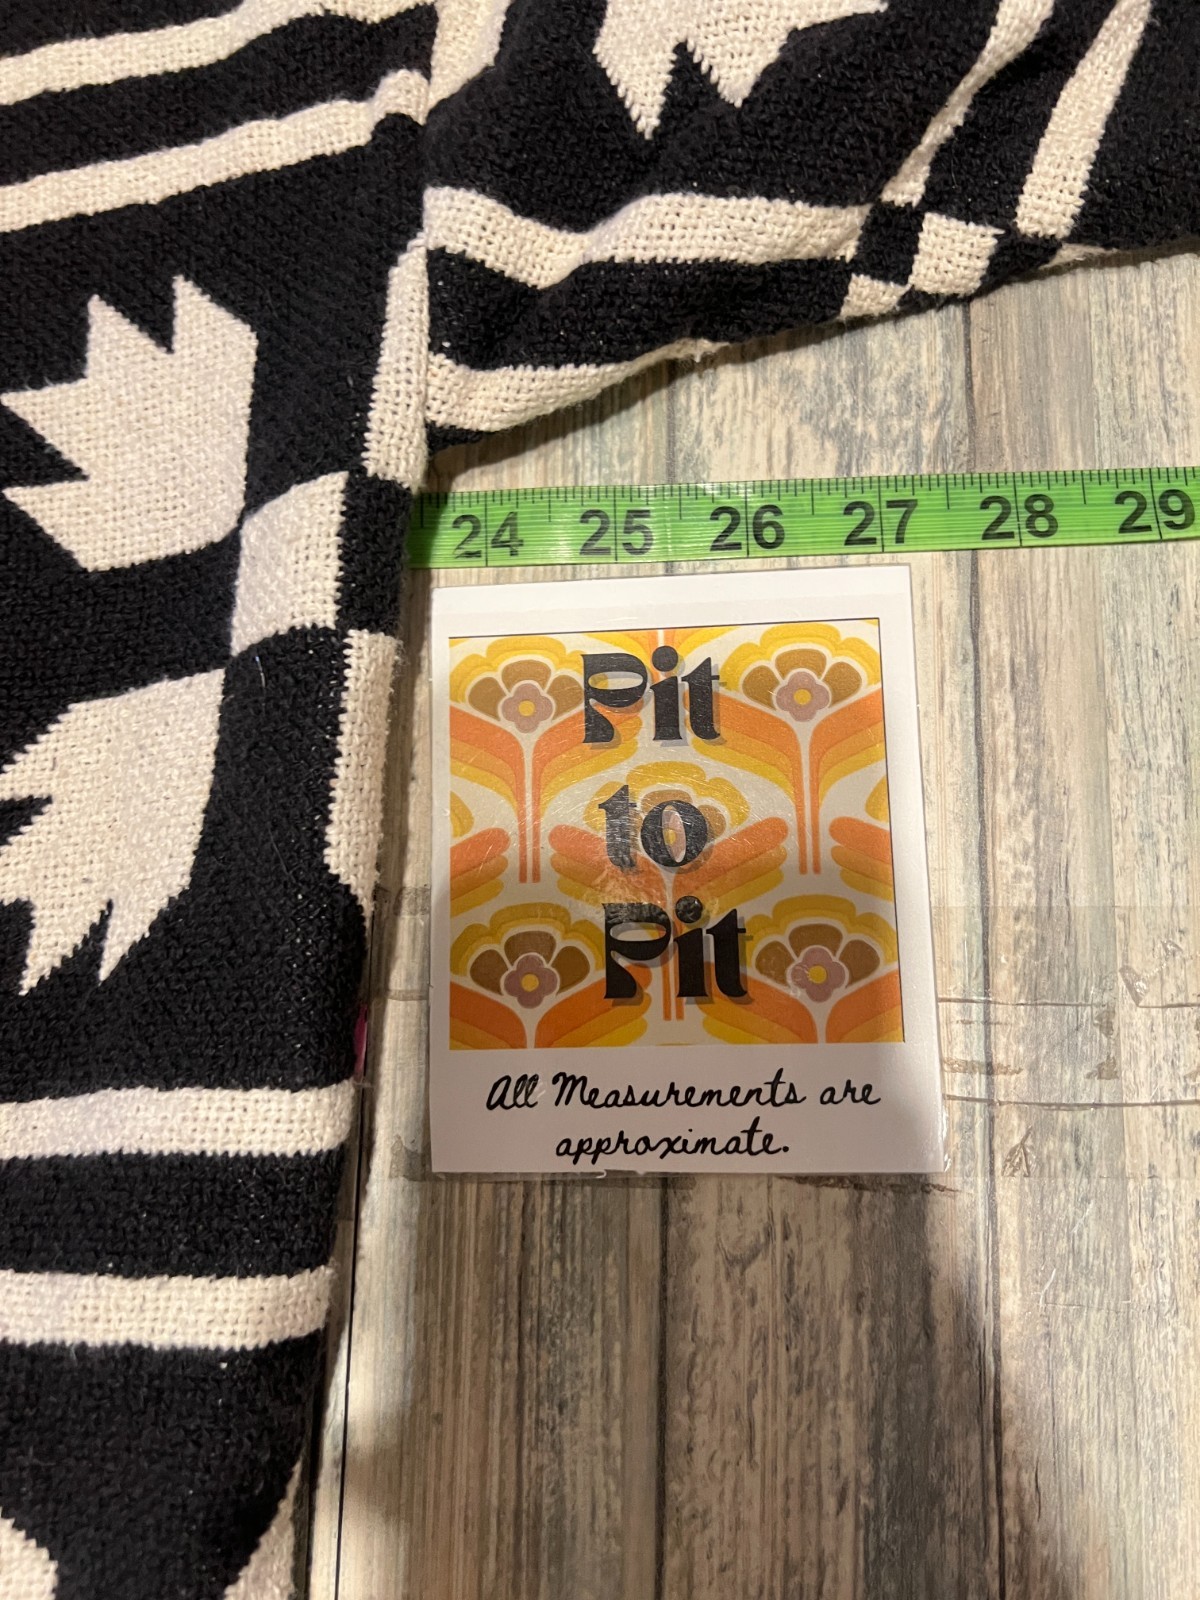 24 25 26 27 28 29
Pit
to
Pit
All Measurements are
approximate.